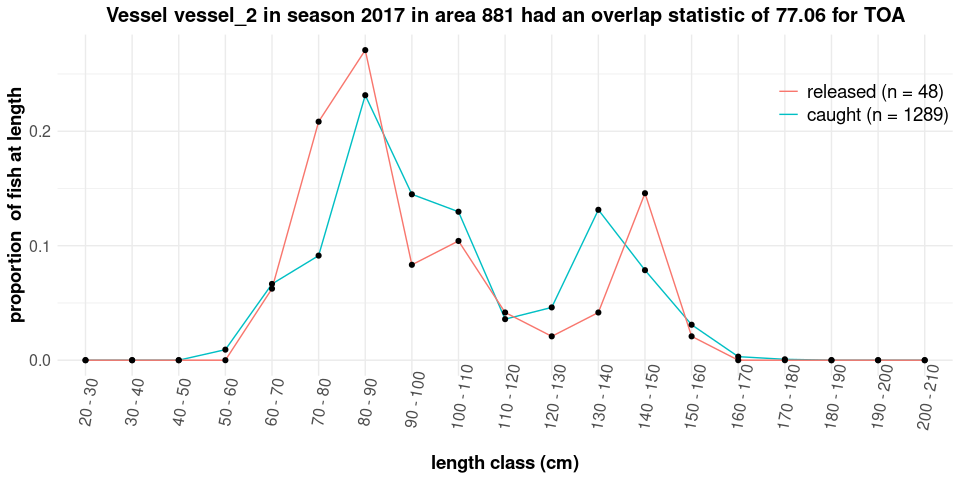 Vessel vessel_2 in season 2017 in area 881 had an overlap statistic of 77.06 for TOA
proportion  of fish at length
0.2
0.1
0.0
released (n = 48)
caught (n = 1289)
20 - 30
30 - 40
40 - 50
50 - 60
60 - 70
70 - 80
80 - 90
90 - 100
100 - 110
110 - 120
120 - 130
130 - 140
140 - 150
150 - 160
160 - 170
170 - 180
180 - 190
190 - 200
200 - 210
length class (cm)